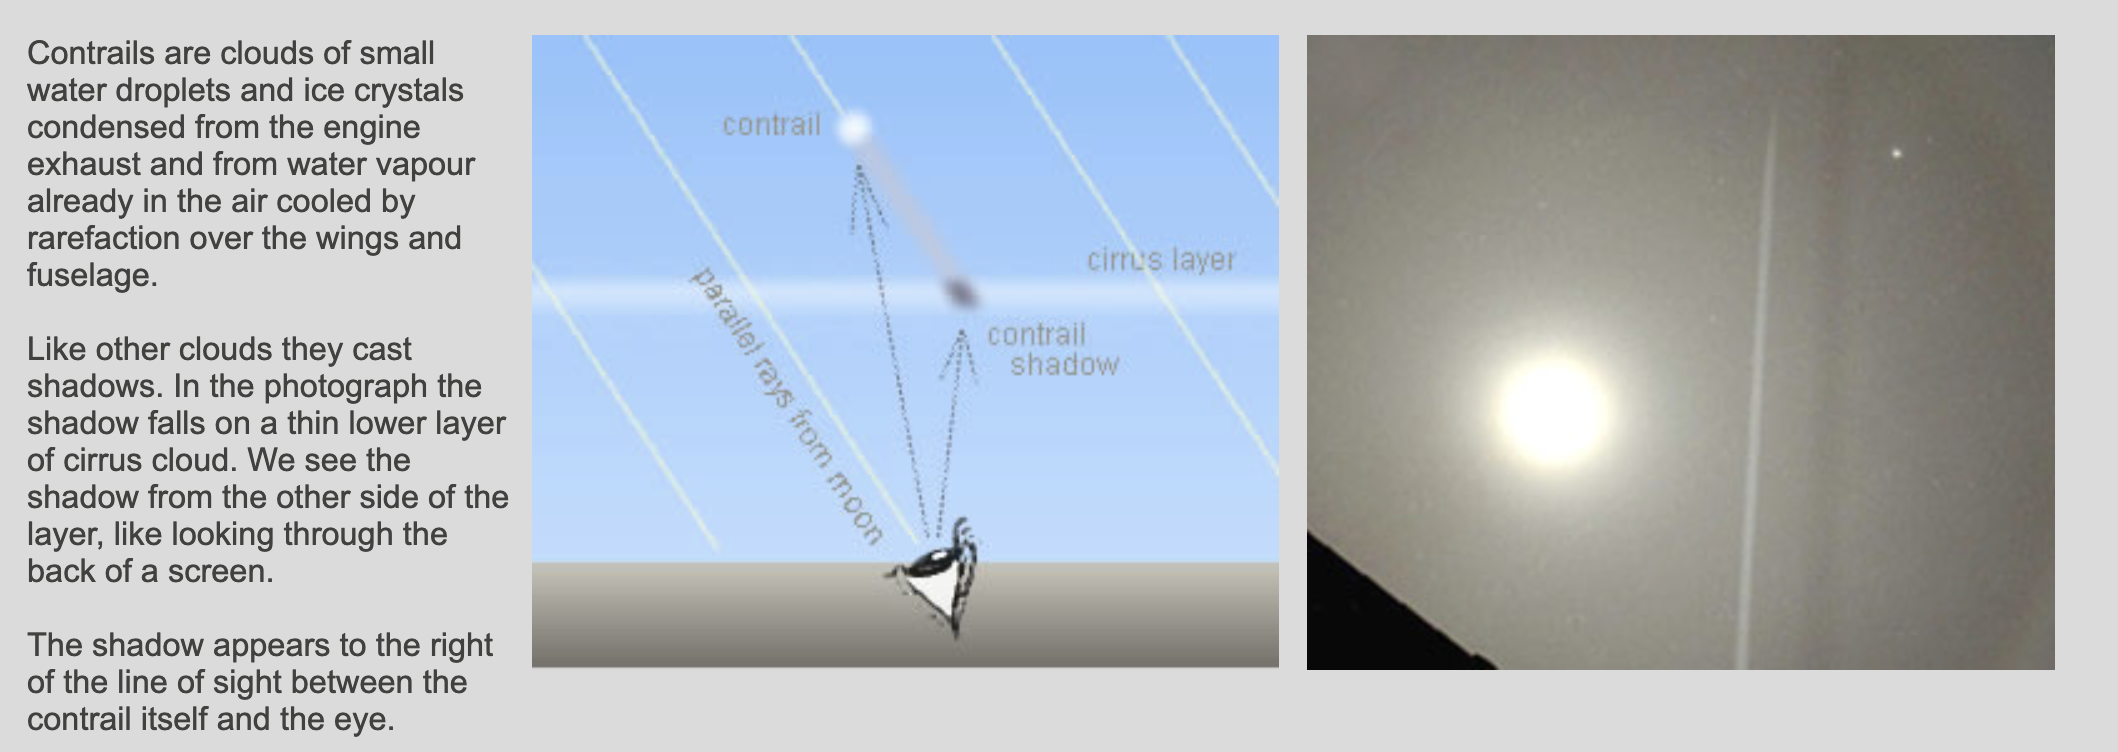 Contrails are clouds of small
water droplets and ice crystals
condensed from the engine
exhaust and from water vapour
already in the air cooled by
rarefaction over the wings and
fuselage.
Like other clouds they cast
shadows. In the photograph the
shadow falls on a thin lower layer
of cirrus cloud. We see the
shadow from the other side of the
layer, like looking through the
back of a screen.
The shadow appears to the right
of the line of sight between the
contrail itself and the eye.
contrail
cirrus layer
parallel rays from moon
contrail
shadow